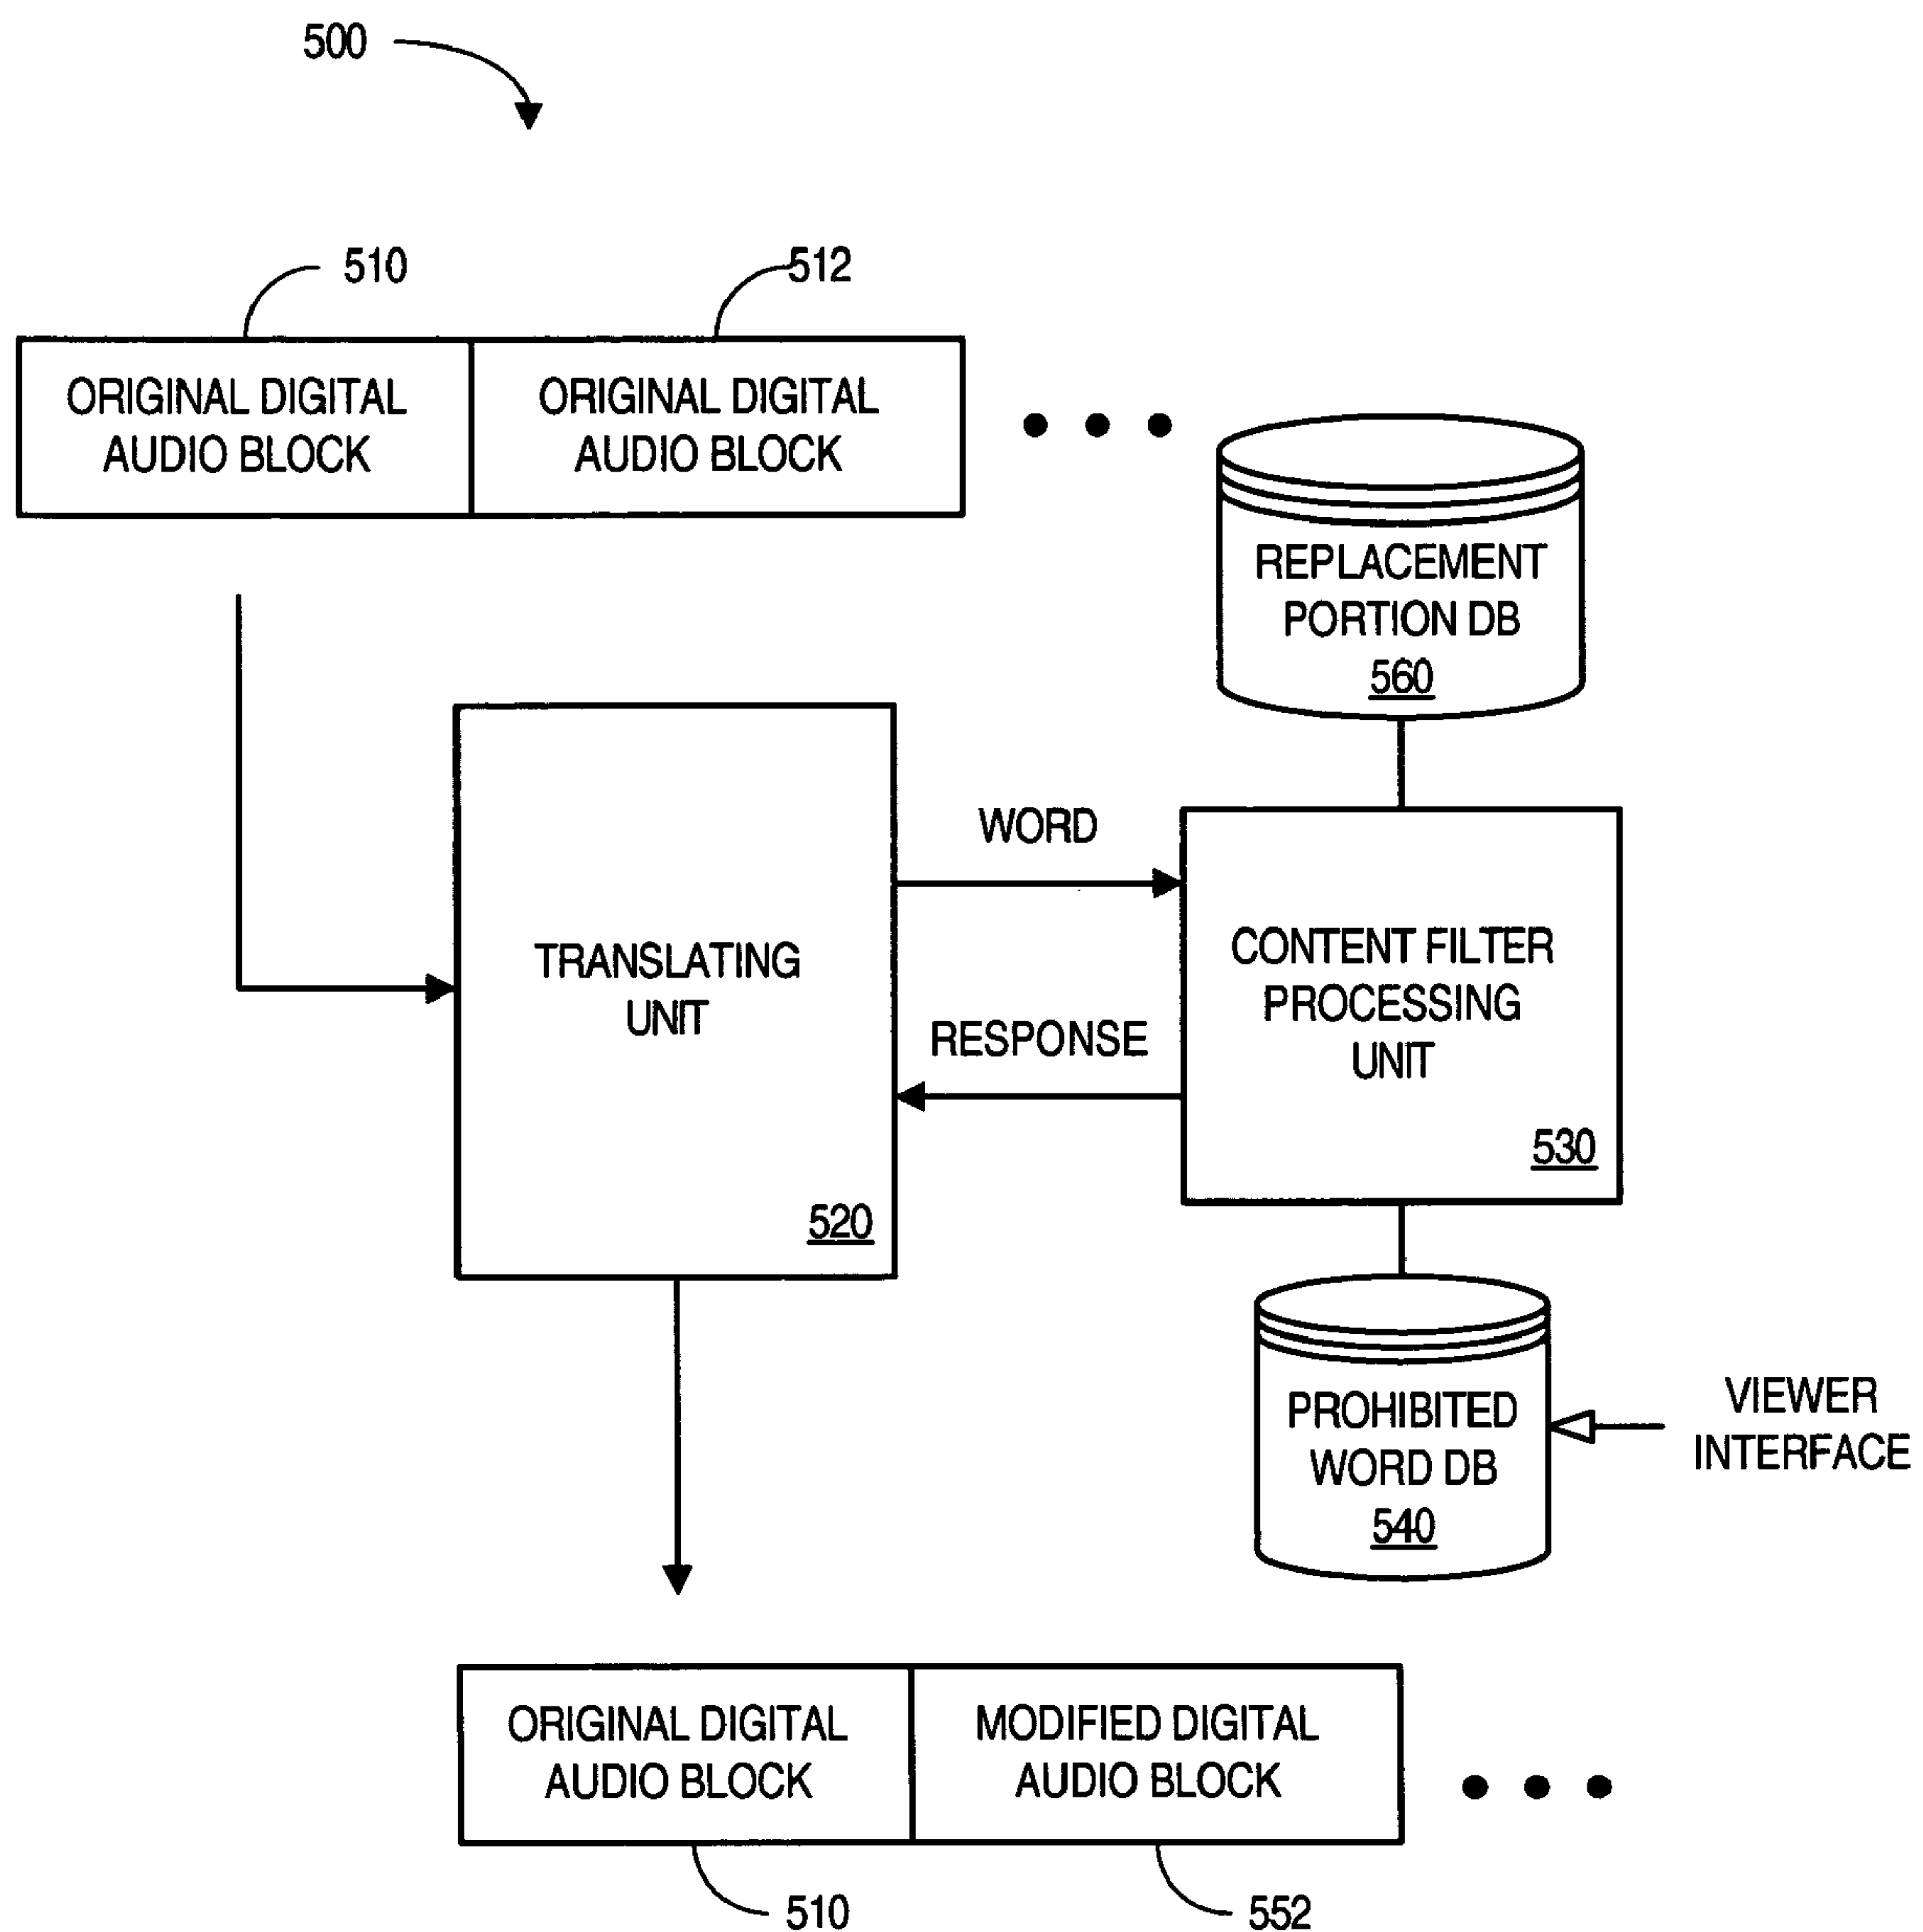 500
510
512
ORIGINAL DIGITAL
AUDIO BLOCK
ORIGINAL DIGITAL
AUDIO BLOCK
REPLACEMENT
PORTION DB
560
WORD
TRANSLATING
UNIT
520
RESPONSE
CONTENT FILTER
PROCESSING
UNIT
530
PROHIBITED
WORD DB
540
VIEWER
INTERFACE
ORIGINAL DIGITAL
AUDIO BLOCK
MODIFIED DIGITAL
AUDIO BLOCK
510
552